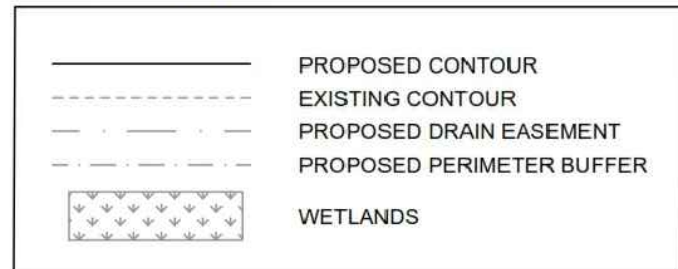 PROPOSED CONTOUR
EXISTING CONTOUR
PROPOSED DRAIN EASEMENT
PROPOSED PERIMETER BUFFER
WETLANDS